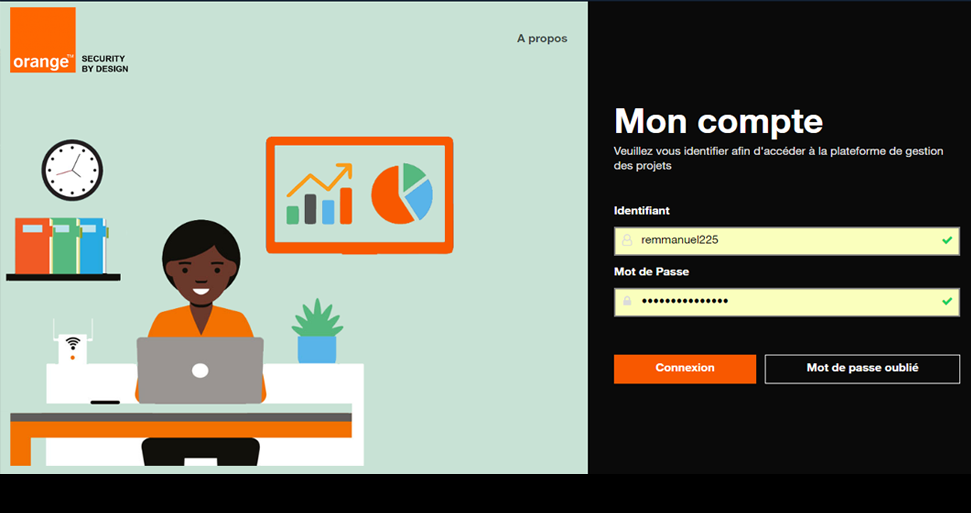 orange™
SECURITY
BY DESIGN
A propos
Mon compte
Veuillez vous identifier afin d'accéder à la plateforme de gestion
des projets
Identifiant
remmanuel225
Mot de Passe
•••••••••••••••
Connexion
Mot de passe oublié